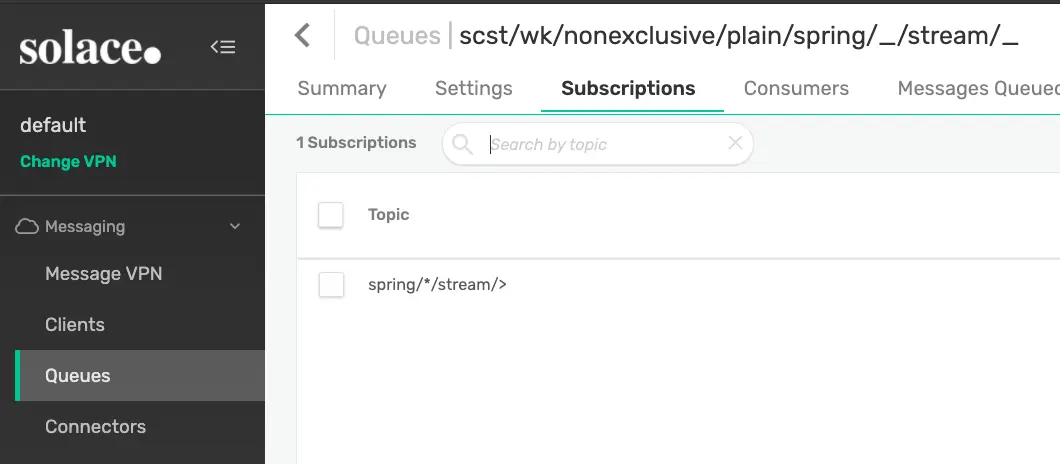 solace.
Queues | scst/wk/nonexclusive/plain/spring/_/stream/_
default
Change VPN
Summary Settings Subscriptions Consumers Messages Queued
1 Subscriptions Search by topic
Messaging
Message VPN
Clients
Queues
Connectors
Topic
spring/*/stream/>